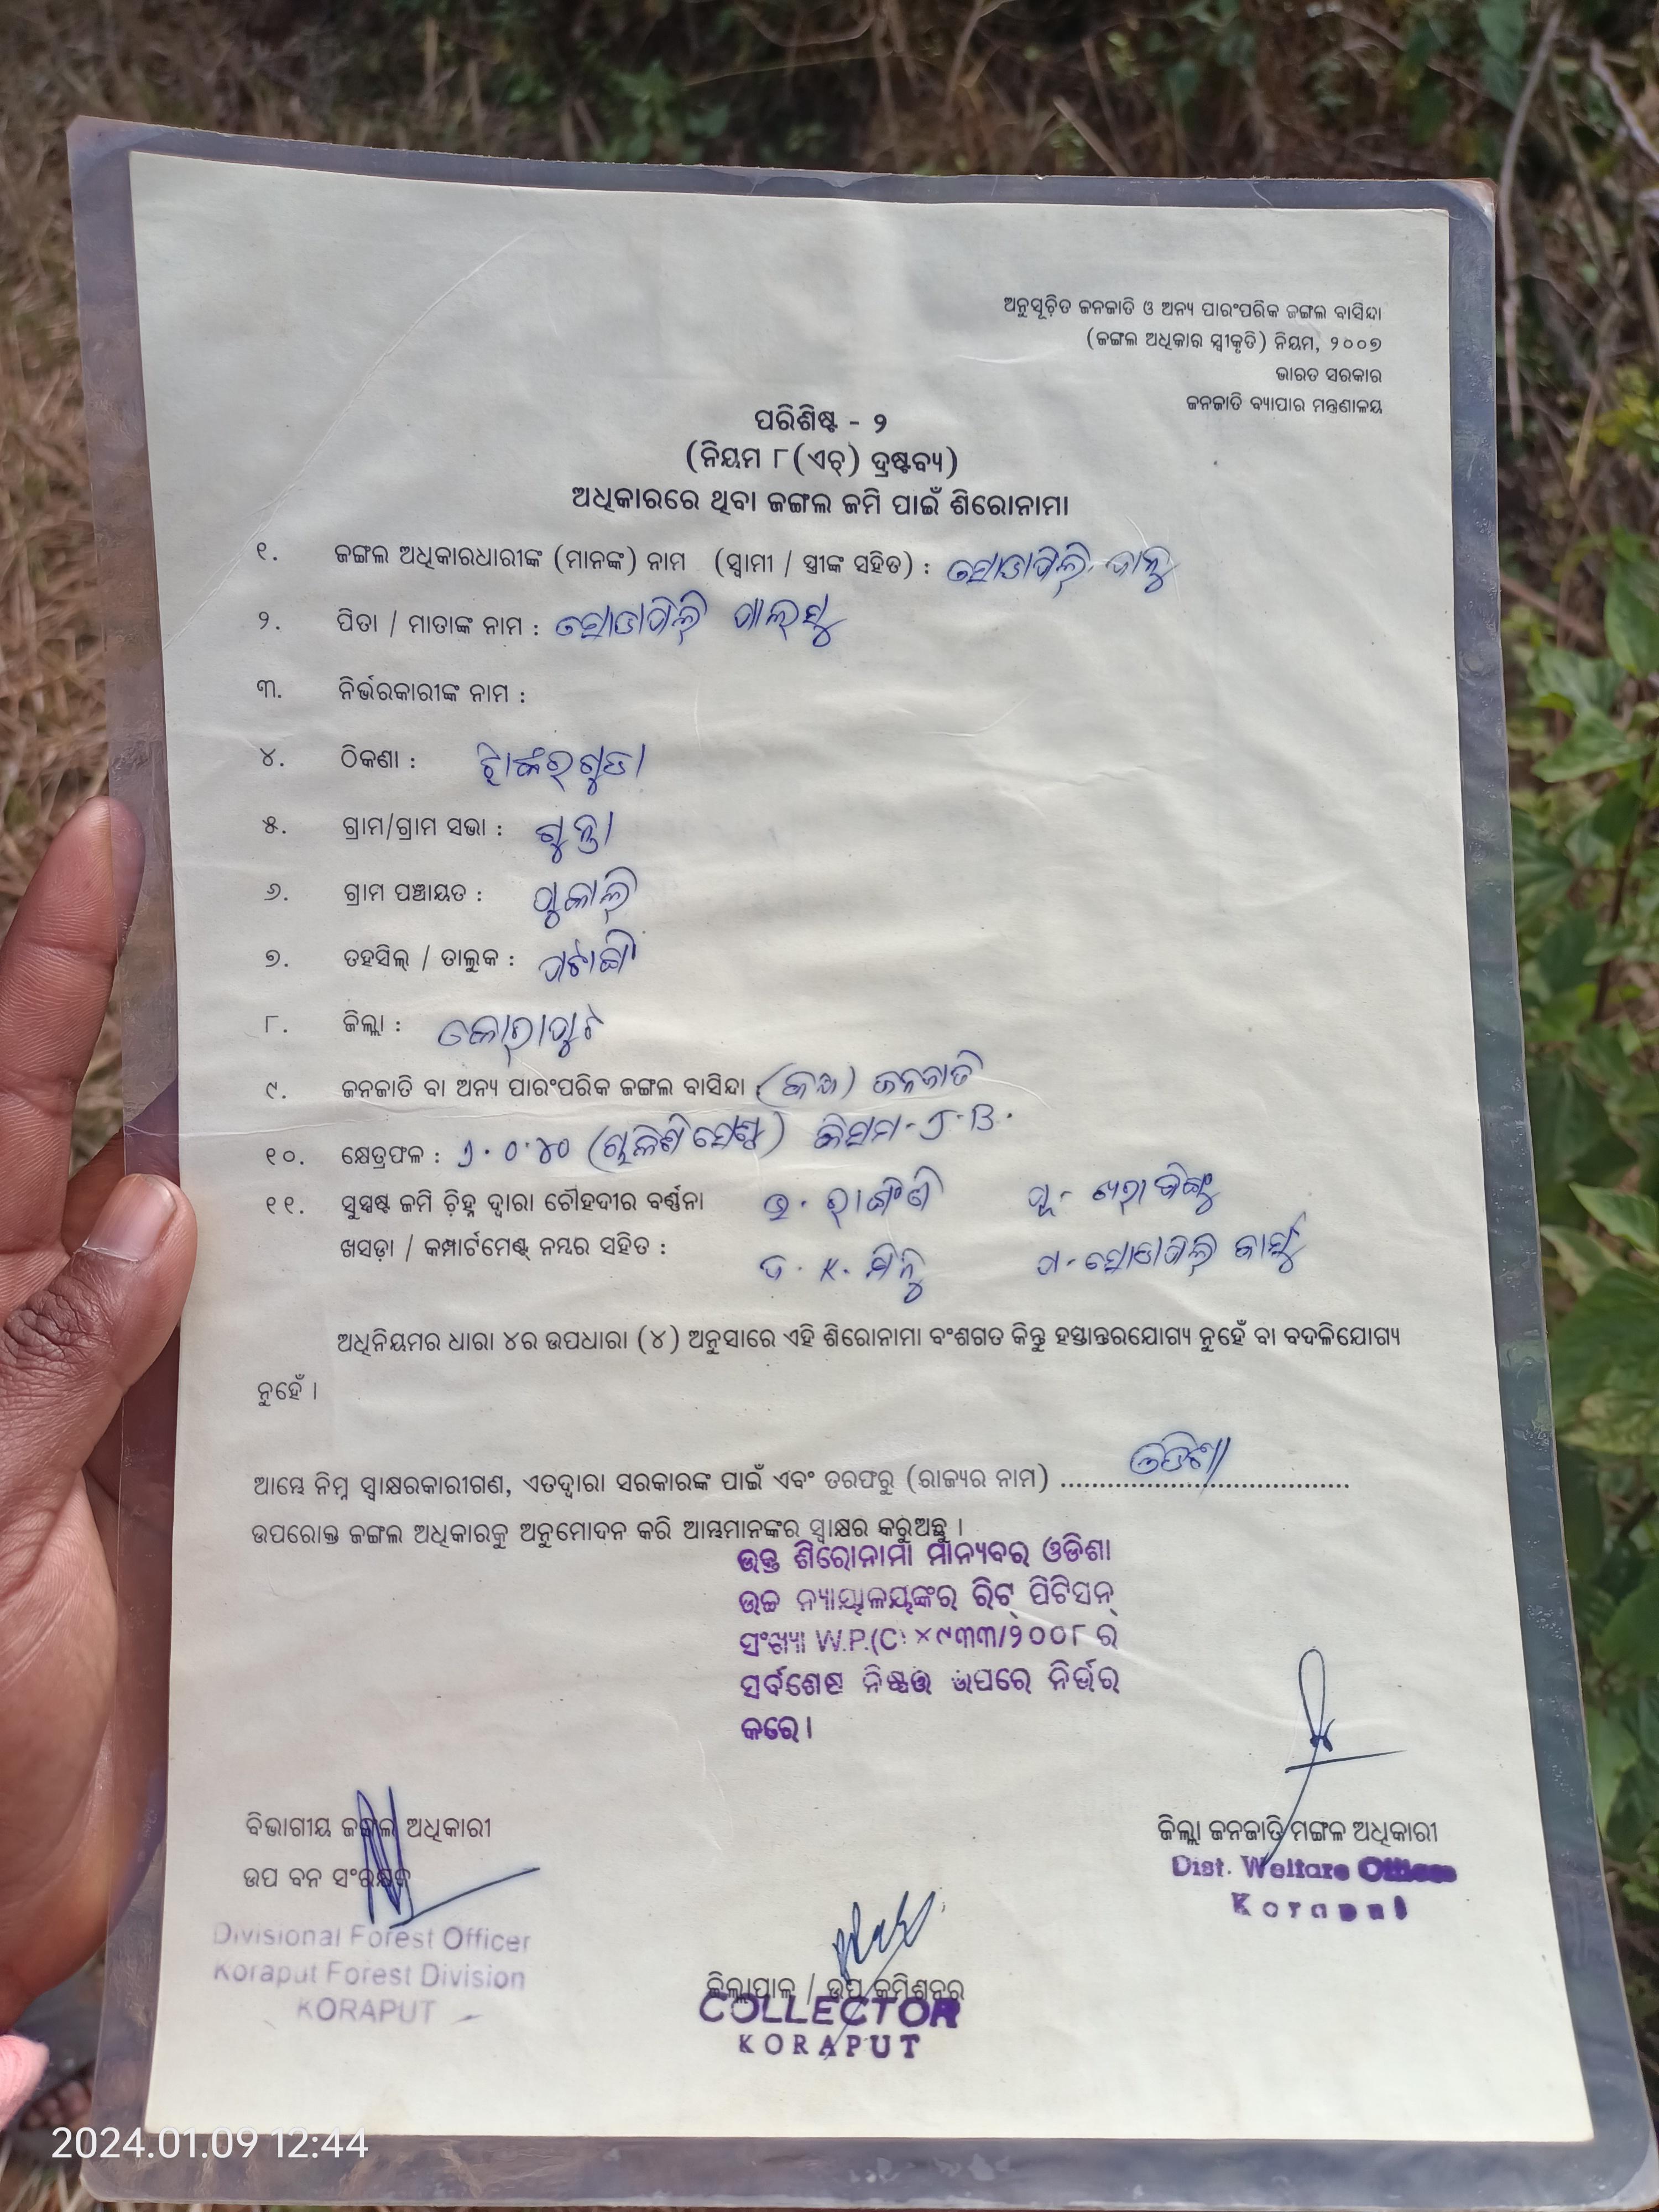 ଅନୁସୂଚିତ ଜନଜାତି ଓ ଅନ୍ୟ ପାରଂପରିକ ଜଙ୍ଗଲ ବାସିନ୍ଦା
(ଜଙ୍ଗଲ ଅଧିକାର ସ୍ୱୀକୃତି) ନିୟମ, ୨୦୦୭
ଭାରତ ସରକାର
ଜନଜାତି ବ୍ୟାପାର ମନ୍ତ୍ରଣାଳୟ
ପରିଶିଷ୍ଟ - ୨
(ନିୟମ ୮(ଏଚ୍) ଦ୍ରଷ୍ଟବ୍ୟ)
ଅଧିକାରରେ ଥିବା ଜଙ୍ଗଲ ଜମି ପାଇଁ ଶିରୋନାମା
୧. ଜଙ୍ଗଲ ଅଧିକାରଧାରୀଙ୍କ (ମାନଙ୍କ) ନାମ (ସ୍ୱାମୀ / ସ୍ତ୍ରୀଙ୍କ ସହିତ) :
୨. ପିତା / ମାତାଙ୍କ ନାମ :
୩. ନିର୍ଭରକାରୀଙ୍କ ନାମ :
୪. ଠିକଣା :
୫. ଗ୍ରାମ/ଗ୍ରାମ ସଭା :
୬. ଗ୍ରାମ ପଞ୍ଚାୟତ : ପୁକାଲି
୭. ତହସିଲ୍ / ତାଲୁକ : ପଟାଙ୍ଗି
୮. ଜିଲ୍ଲା : କୋରାପୁଟ
୯. ଜନଜାତି ବା ଅନ୍ୟ ପାରଂପରିକ ଜଙ୍ଗଲ ବାସିନ୍ଦା (କନ୍ଧ) ଜନଜାତି
୧୦. କ୍ଷେତ୍ରଫଳ :
୧୧. ସୁସ୍ପଷ୍ଟ ଜମି ଚିହ୍ନ ଦ୍ୱାରା ଚୌହଦୀର ବର୍ଣ୍ଣନା
ଖସଡ଼ା / କମ୍ପାର୍ଟମେଣ୍ଟ୍ ନମ୍ବର ସହିତ :
ଅଧିନିୟମର ଧାରା ୪ର ଉପଧାରା (୪) ଅନୁସାରେ ଏହି ଶିରୋନାମା ବଂଶଗତ କିନ୍ତୁ ହସ୍ତାନ୍ତରଯୋଗ୍ୟ ନୁହେଁ ବା ବଦଳିଯୋଗ୍ୟ
ନୁହେଁ ।
ଆମ୍ଭେ ନିମ୍ନ ସ୍ୱାକ୍ଷରକାରୀଗଣ, ଏତଦ୍ୱାରା ସରକାରଙ୍କ ପାଇଁ ଏବଂ ତରଫରୁ (ରାଜ୍ୟର ନାମ) ଓଡିଶା
ଉପରୋକ୍ତ ଜଙ୍ଗଲ ଅଧିକାରକୁ ଅନୁମୋଦନ କରି ଆମ୍ଭମାନଙ୍କର ସ୍ୱାକ୍ଷର କରୁଅଛୁ ।
ଉକ୍ତ ଶିରୋନାମା ମାନ୍ୟବର ଓଡିଶା
ଉଚ୍ଚ ନ୍ୟାୟାଳୟଙ୍କର ରିଟ୍ ପିଟିସନ୍
ସଂଖ୍ୟା W.P.(C) ୪୯୩୩/୨୦୦୮ ର
ସର୍ବଶେଷ ନିଷ୍ପତ୍ତି ଉପରେ ନିର୍ଭର
କରେ ।
ବିଭାଗୀୟ ଜଙ୍ଗଲ ଅଧିକାରୀ
ଉପ ବନ ସଂରକ୍ଷକ
Divisional Forest Officer
Koraput Forest Division
KORAPUT
ଜିଲ୍ଲା ଜନଜାତି ମଙ୍ଗଳ ଅଧିକାରୀ
Dist. Welfare Officer
Koraput
ଜିଲ୍ଲାପାଳ / ଉପ କମିଶନର
COLLECTOR
KORAPUT
2024.01.09 12:44